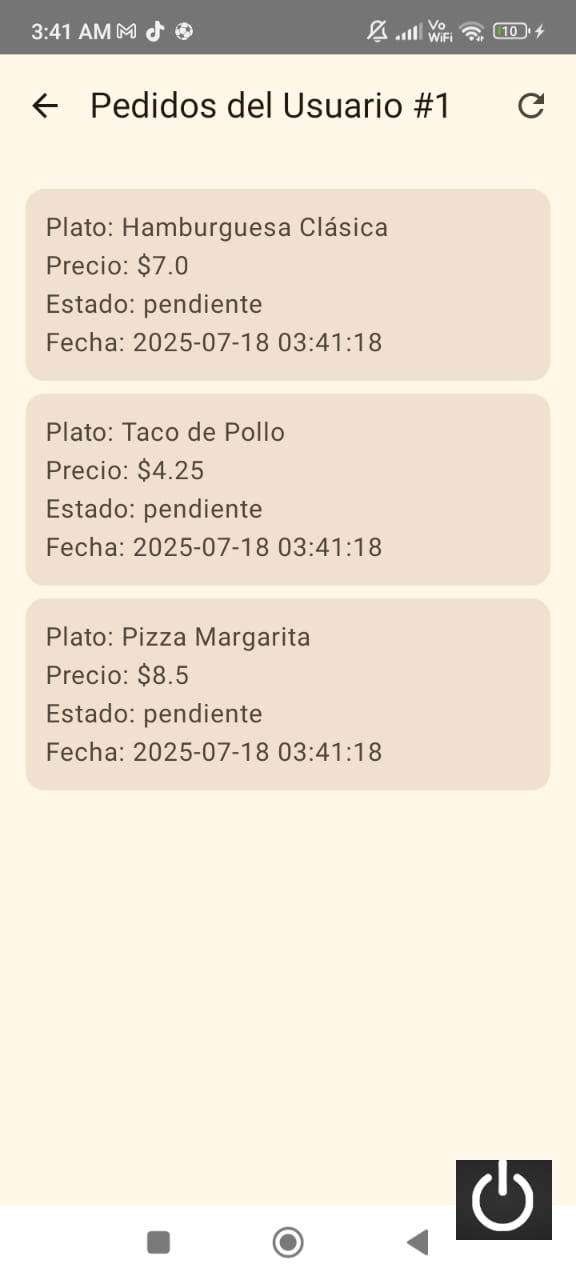 3:41 AM Vo WiFi 10
Pedidos del Usuario #1
Plato: Hamburguesa Clásica
Precio: $7.0
Estado: pendiente
Fecha: 2025-07-18 03:41:18
Plato: Taco de Pollo
Precio: $4.25
Estado: pendiente
Fecha: 2025-07-18 03:41:18
Plato: Pizza Margarita
Precio: $8.5
Estado: pendiente
Fecha: 2025-07-18 03:41:18